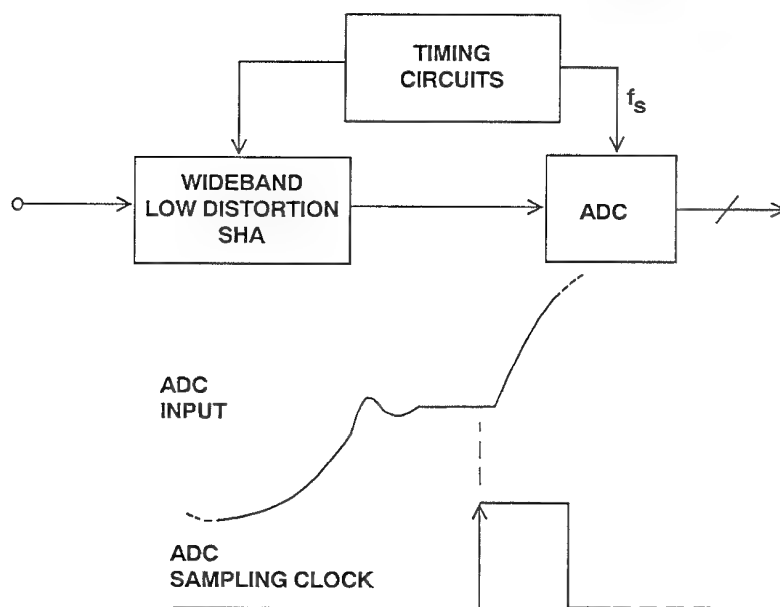 TIMING
CIRCUITS
fs
WIDEBAND
LOW DISTORTION
SHA
ADC
ADC
INPUT
ADC
SAMPLING CLOCK